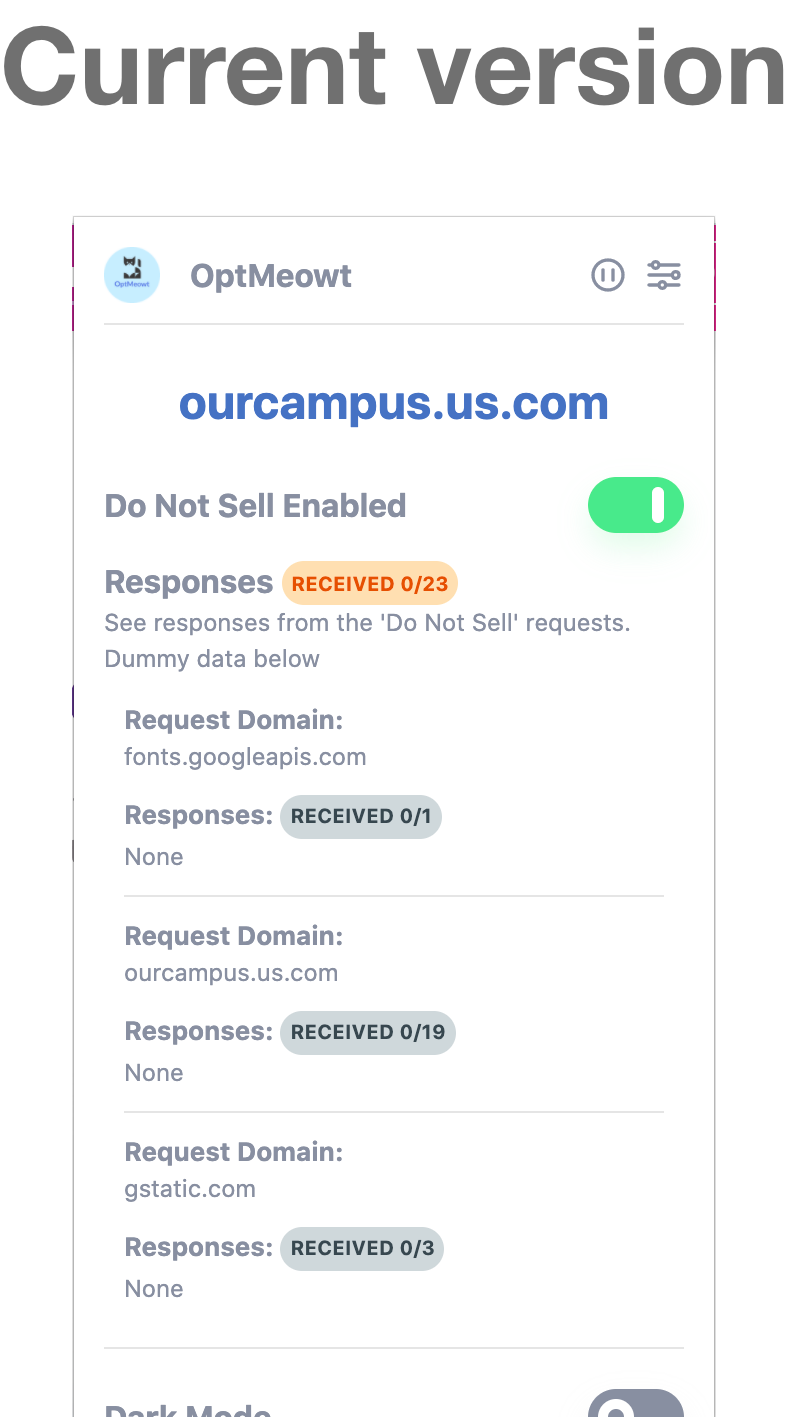 Current version
OptMeowt
OptMeowt
ourcampus.us.com
Do Not Sell Enabled
Responses RECEIVED 0/23
See responses from the 'Do Not Sell' requests.
Dummy data below
Request Domain:
fonts.googleapis.com
Responses: RECEIVED 0/1
None
Request Domain:
ourcampus.us.com
Responses: RECEIVED 0/19
None
Request Domain:
gstatic.com
Responses: RECEIVED 0/3
None
Dark Mode